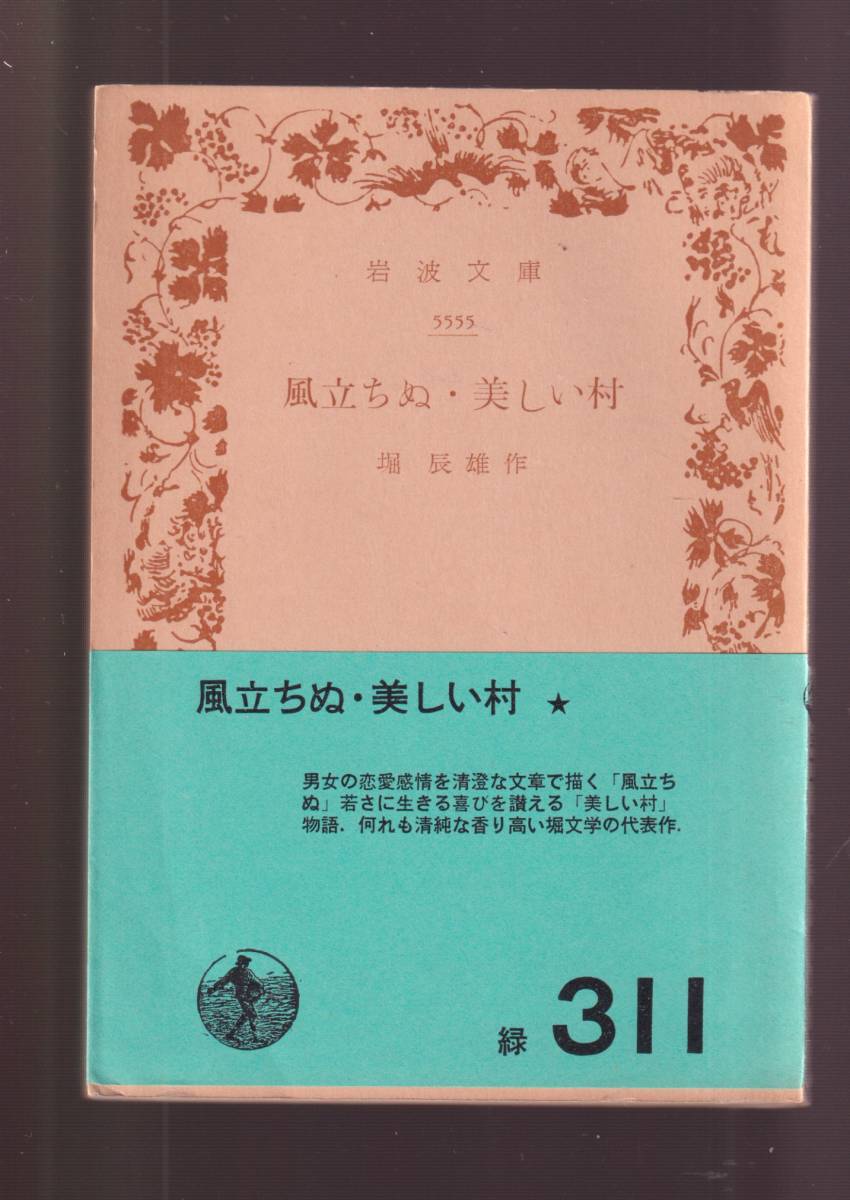 岩波文庫
5555
風立ちぬ・美しい村
堀 辰雄作
風立ちぬ・美しい村 ★
男女の恋愛感情を清澄な文章で描く「風立ち
ぬ」若さに生きる喜びを讃える「美しい村」
物語．何れも清純な香り高い堀文学の代表作．
緑 311